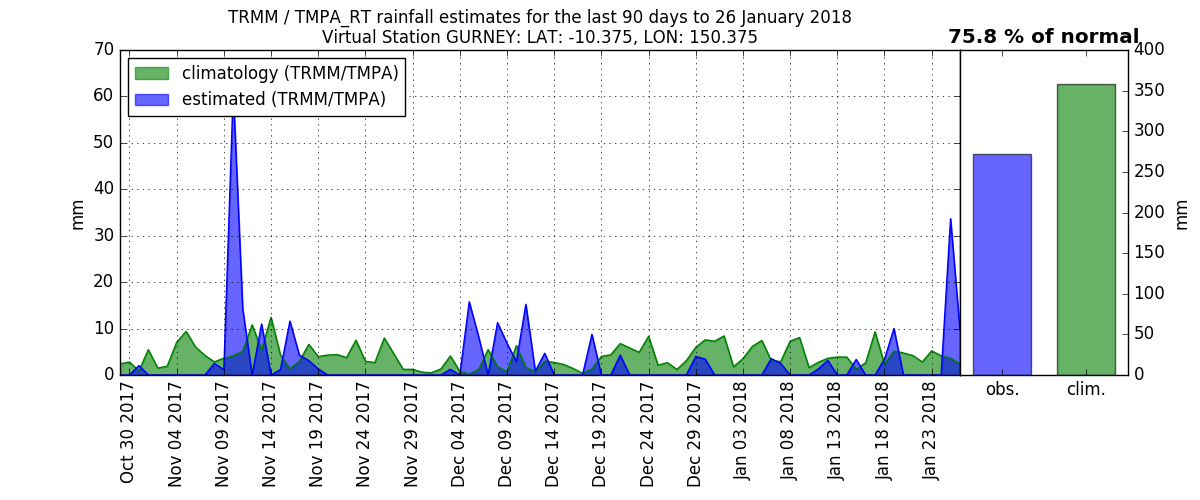 TRMM / TMPA_RT rainfall estimates for the last 90 days to 26 January 2018
Virtual Station GURNEY: LAT: -10.375, LON: 150.375
75.8 % of normal
climatology (TRMM/TMPA)
estimated (TRMM/TMPA)
mm
70
60
50
40
30
20
10
0
Oct 30 2017
Nov 04 2017
Nov 09 2017
Nov 14 2017
Nov 19 2017
Nov 24 2017
Nov 29 2017
Dec 04 2017
Dec 09 2017
Dec 14 2017
Dec 19 2017
Dec 24 2017
Dec 29 2017
Jan 03 2018
Jan 08 2018
Jan 13 2018
Jan 18 2018
Jan 23 2018
obs.
clim.
400
350
300
250
200
150
100
50
0
mm